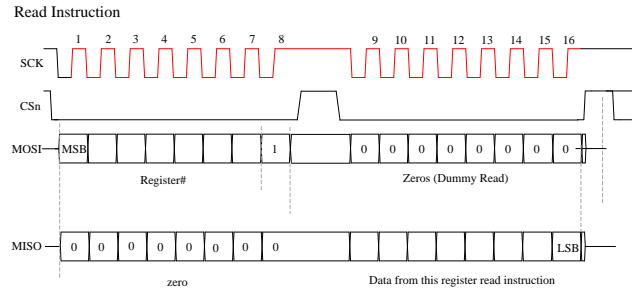 Read Instruction
1 2 3 4 5 6 7 8 9 10 11 12 13 14 15 16
SCK
CSn
MOSI MSB 1 0 0 0 0 0 0 0 0
Register# Zeros (Dummy Read)
MISO 0 0 0 0 0 0 0 0 LSB
zero Data from this register read instruction